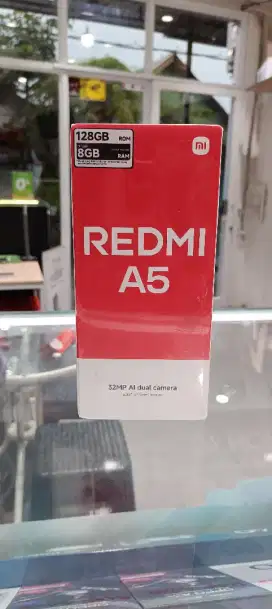 128GB ROM
8GB RAM
mi
REDMI
A5
32MP AI dual camera